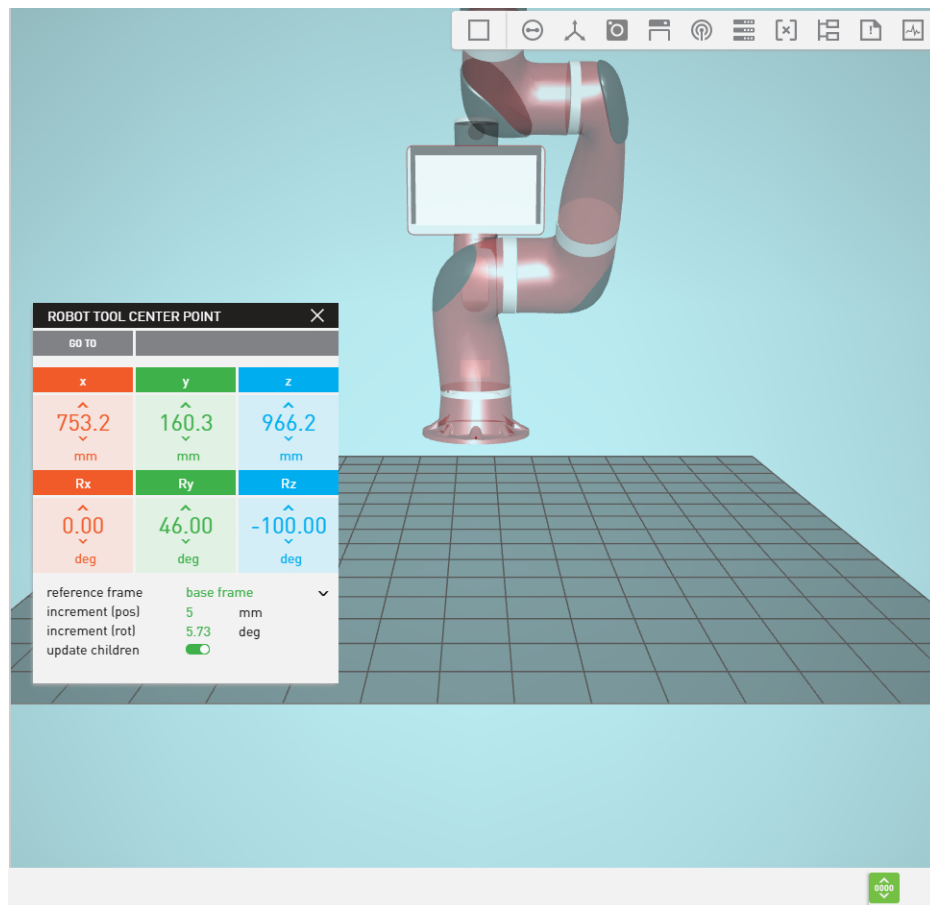 ROBOT TOOL CENTER POINT
GO TO
x y z
753.2 160.3 966.2
mm mm mm
Rx Ry Rz
0.00 46.00 -100.00
deg deg deg
reference frame base frame
increment (pos) 5 mm
increment (rot) 5.73 deg
update children
0000